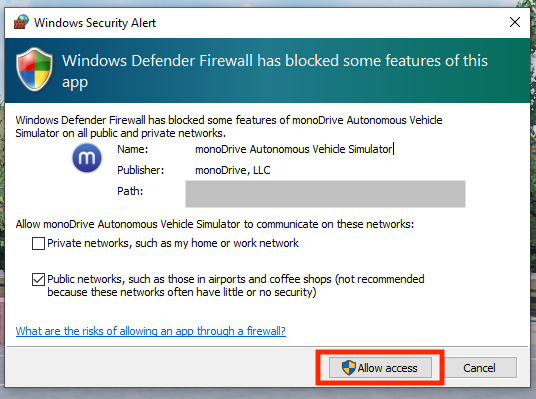 Windows Security Alert
Windows Defender Firewall has blocked some features of this
app
Windows Defender Firewall has blocked some features of monoDrive Autonomous Vehicle
Simulator on all public and private networks.
m
Name: monoDrive Autonomous Vehicle Simulator
Publisher: monoDrive, LLC
Path:
Allow monoDrive Autonomous Vehicle Simulator to communicate on these networks:
Private networks, such as my home or work network
Public networks, such as those in airports and coffee shops (not recommended
because these networks often have little or no security)
What are the risks of allowing an app through a firewall?
Allow access Cancel